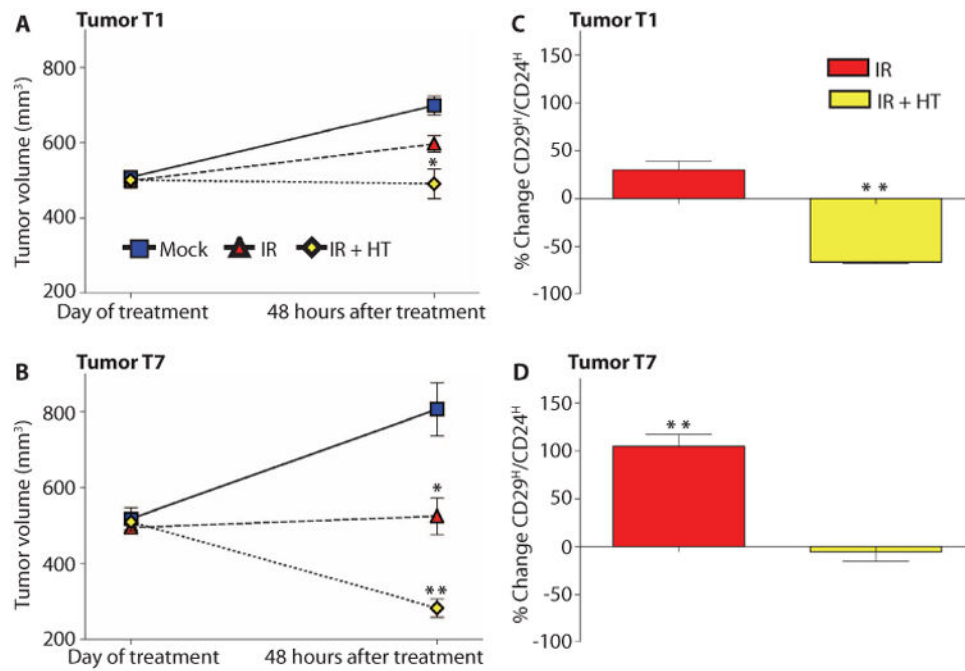 A Tumor T1
Tumor volume (mm³)
800
600
400
200
*
Mock IR IR + HT
Day of treatment 48 hours after treatment
C Tumor T1
% Change CD29ᴴ/CD24ᴴ
150
100
50
0
-50
-100
IR
IR + HT
* *
B Tumor T7
Tumor volume (mm³)
800
600
400
200
*
* *
Day of treatment 48 hours after treatment
D Tumor T7
% Change CD29ᴴ/CD24ᴴ
150
100
50
0
-50
-100
* *